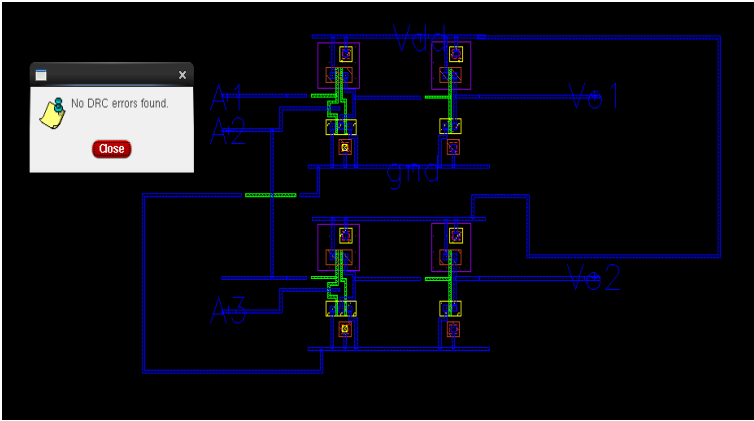 Vdd
No DRC errors found.
A1
Vo1
A2
Close
gnd
Vo2
A3